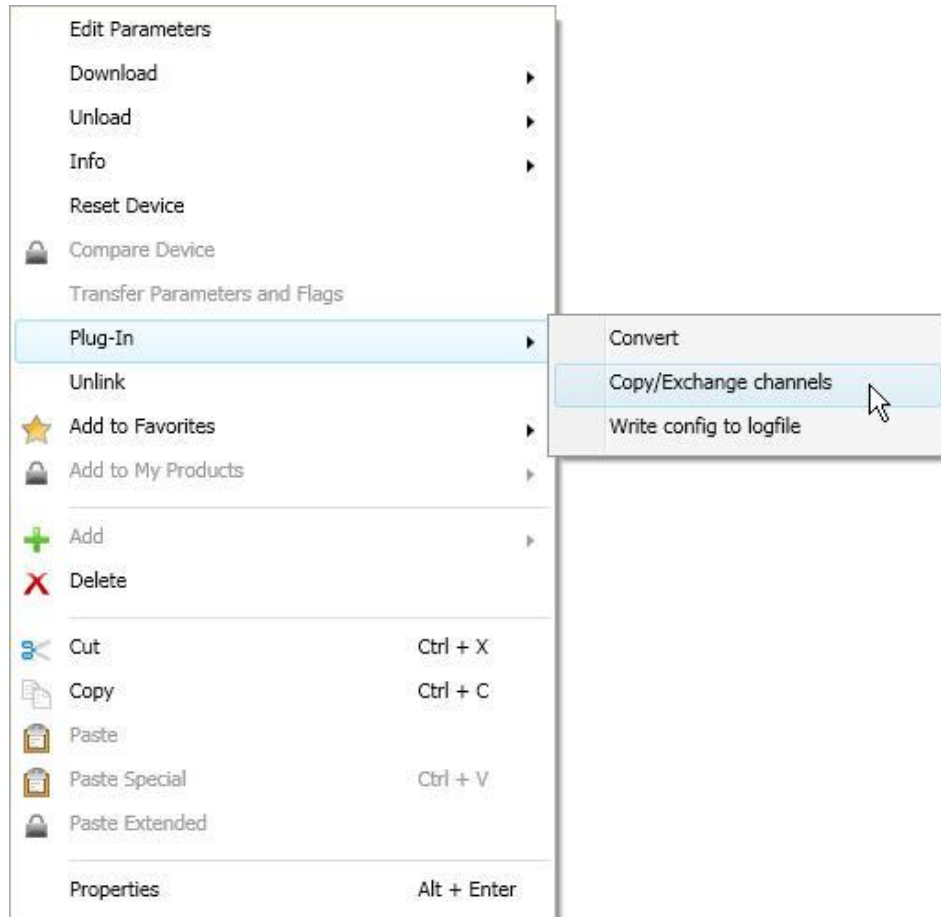 Edit Parameters
Download
Unload
Info
Reset Device
Compare Device
Transfer Parameters and Flags
Plug-In
Convert
Unlink
Copy/Exchange channels
Add to Favorites
Write config to logfile
Add to My Products
Add
Delete
Cut Ctrl + X
Copy Ctrl + C
Paste
Paste Special Ctrl + V
Paste Extended
Properties Alt + Enter